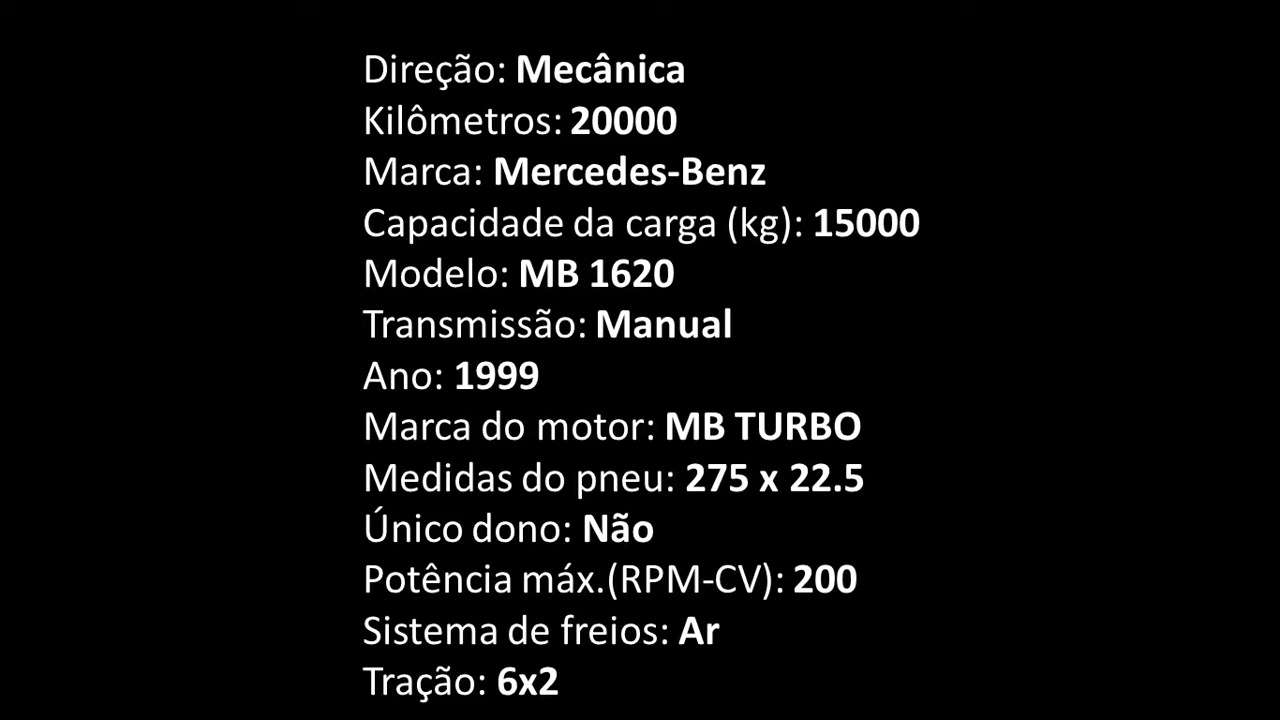 Direção: Mecânica
Kilômetros: 20000
Marca: Mercedes-Benz
Capacidade da carga (kg): 15000
Modelo: MB 1620
Transmissão: Manual
Ano: 1999
Marca do motor: MB TURBO
Medidas do pneu: 275 x 22.5
Único dono: Não
Potência máx.(RPM-CV): 200
Sistema de freios: Ar
Tração: 6x2